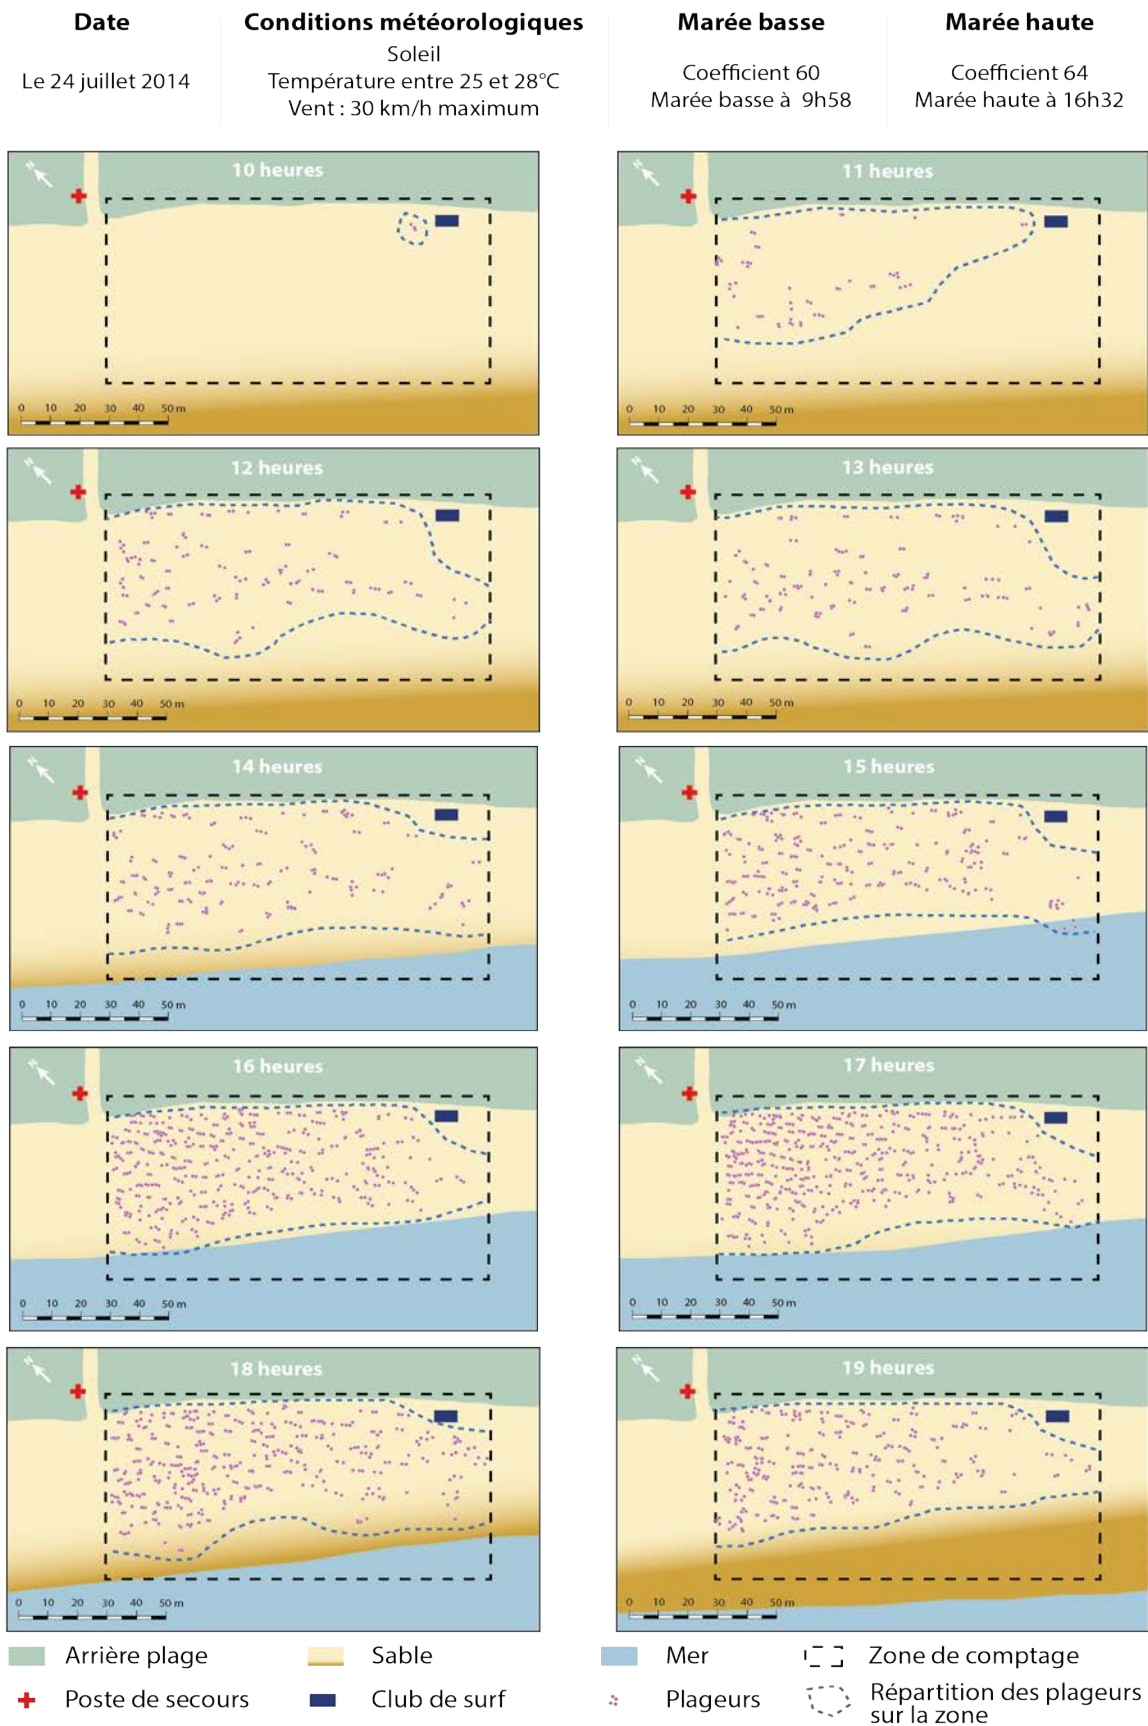 Date
Conditions météorologiques
Marée basse
Marée haute
Le 24 juillet 2014
Soleil
Température entre 25 et 28°C
Vent : 30 km/h maximum
Coefficient 60
Marée basse à 9h58
Coefficient 64
Marée haute à 16h32
N
10 heures
0 10 20 30 40 50 m
N
11 heures
0 10 20 30 40 50 m
N
12 heures
0 10 20 30 40 50 m
N
13 heures
0 10 20 30 40 50 m
N
14 heures
0 10 20 30 40 50 m
N
15 heures
0 10 20 30 40 50 m
N
16 heures
0 10 20 30 40 50 m
N
17 heures
0 10 20 30 40 50 m
N
18 heures
0 10 20 30 40 50 m
N
19 heures
0 10 20 30 40 50 m
Arrière plage
Sable
Mer
Zone de comptage
Poste de secours
Club de surf
Plageurs
Répartition des plageurs
sur la zone